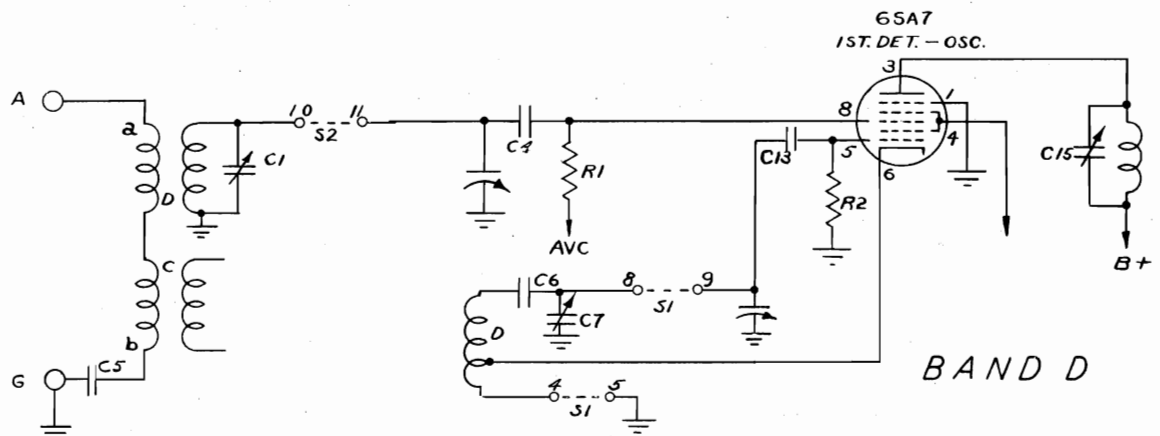 6SA7
1ST. DET. - OSC.
3
A
a
10
11
S2
C1
C4
8
1
4
5
6
C13
R1
R2
C15
D
AVC
B+
C
b
C5
G
C6
C7
8
9
S1
D
4
5
S1
BAND D